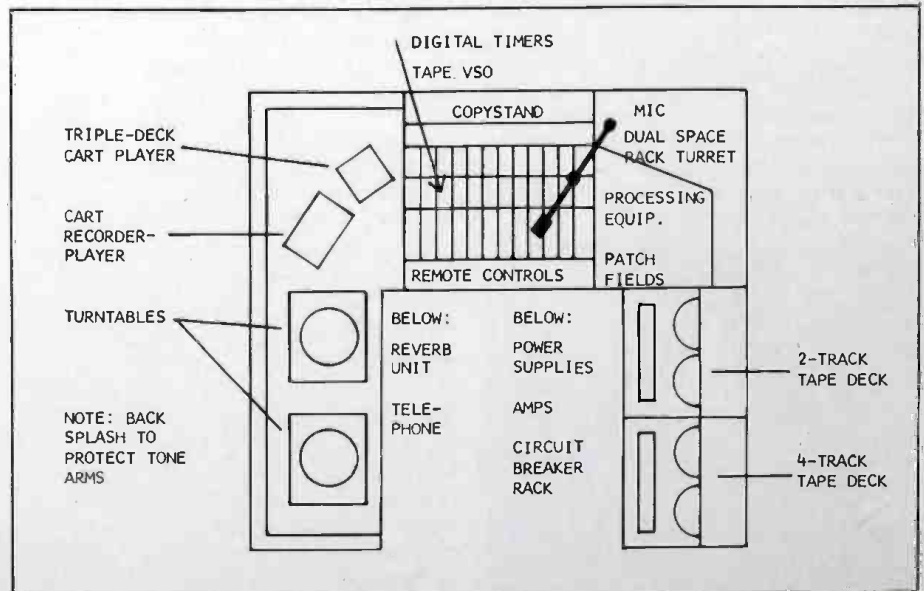 DIGITAL TIMERS
TAPE VSO
COPYSTAND
MIC
DUAL SPACE
RACK TURRET
TRIPLE-DECK
CART PLAYER
PROCESSING
EQUIP.
CART
RECORDER-
PLAYER
PATCH
FIELDS
REMOTE CONTROLS
TURNTABLES
BELOW:
REVERB
UNIT
TELE-
PHONE
BELOW:
POWER
SUPPLIES
AMPS
CIRCUIT
BREAKER
RACK
2-TRACK
TAPE DECK
4-TRACK
TAPE DECK
NOTE: BACK
SPLASH TO
PROTECT TONE
ARMS